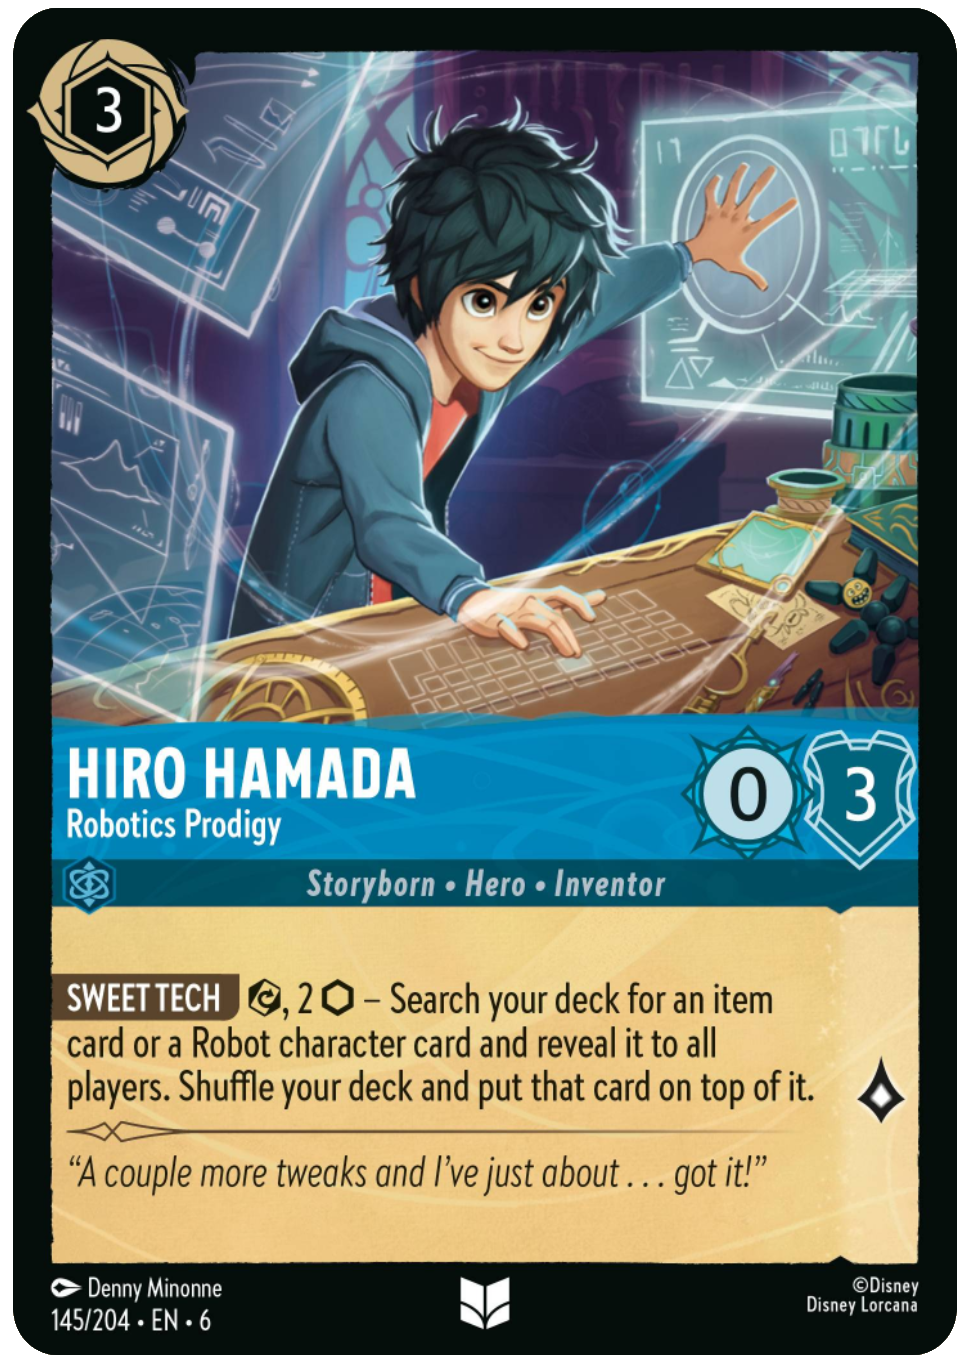 3
HIRO HAMADA
Robotics Prodigy
0
3
Storyborn • Hero • Inventor
SWEET TECH , 2 – Search your deck for an item
card or a Robot character card and reveal it to all
players. Shuffle your deck and put that card on top of it.
“A couple more tweaks and I’ve just about . . . got it!”
Denny Minonne
145/204 • EN • 6
©Disney
Disney Lorcana